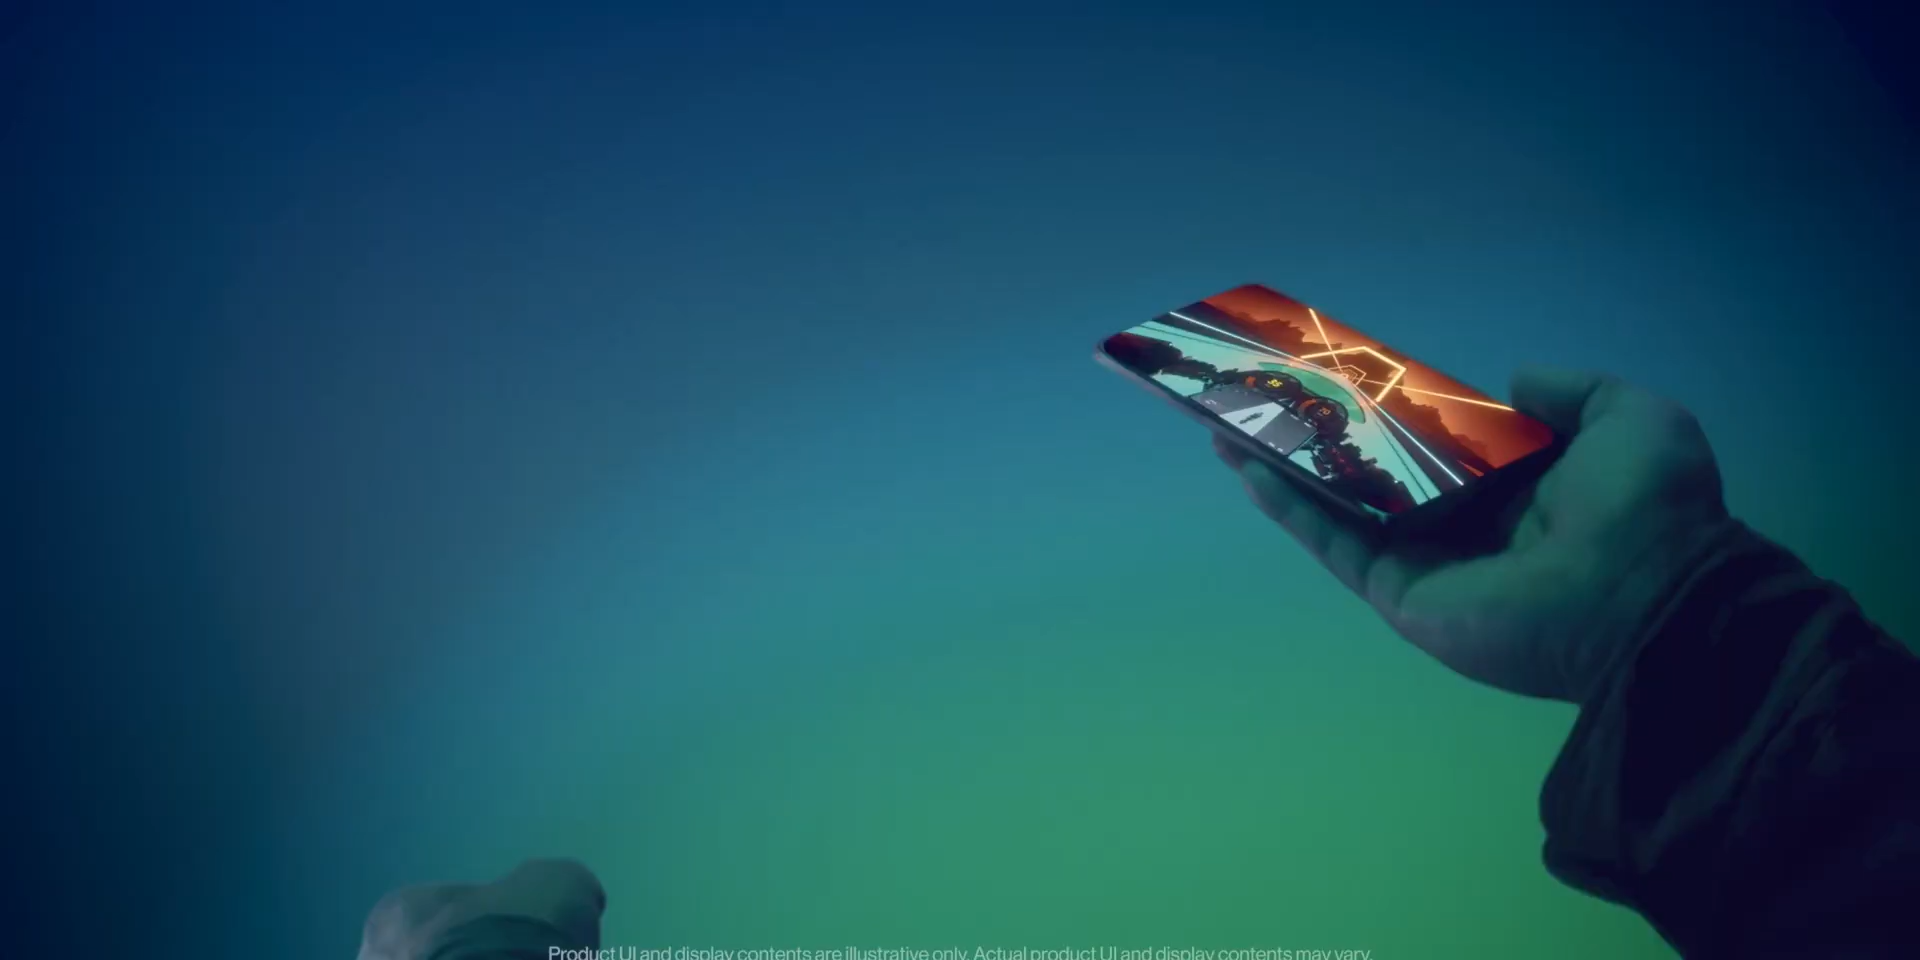 Product UI and display contents are illustrative only. Actual product UI and display contents may vary.